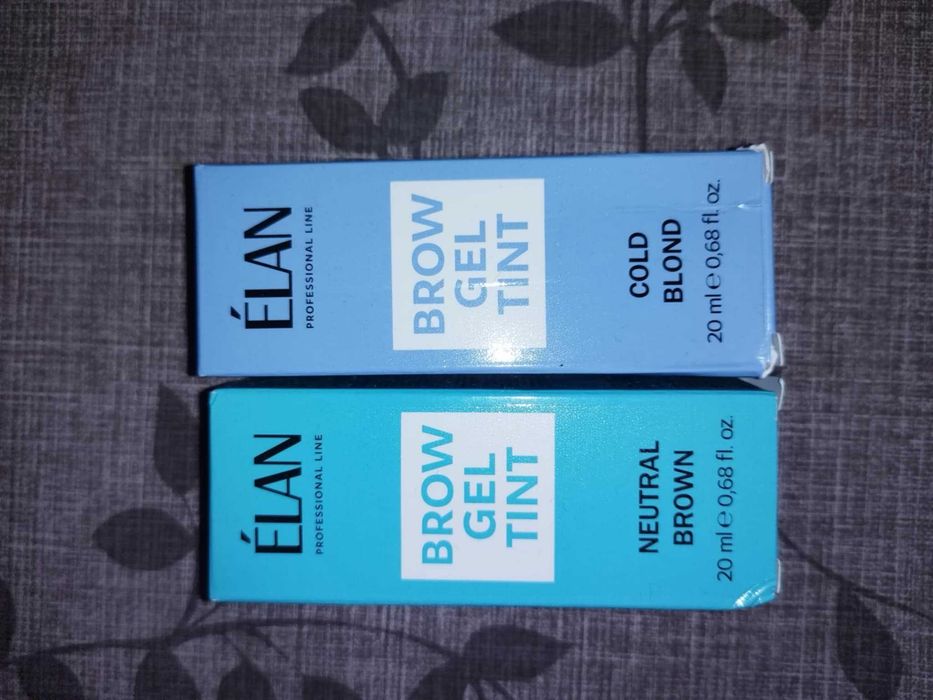 ÉLAN
PROFESSIONAL LINE
BROW
GEL
TINT
COLD
BLOND
20 ml ℮ 0,68 fl. oz.
ÉLAN
PROFESSIONAL LINE
BROW
GEL
TINT
NEUTRAL
BROWN
20 ml ℮ 0,68 fl. oz.